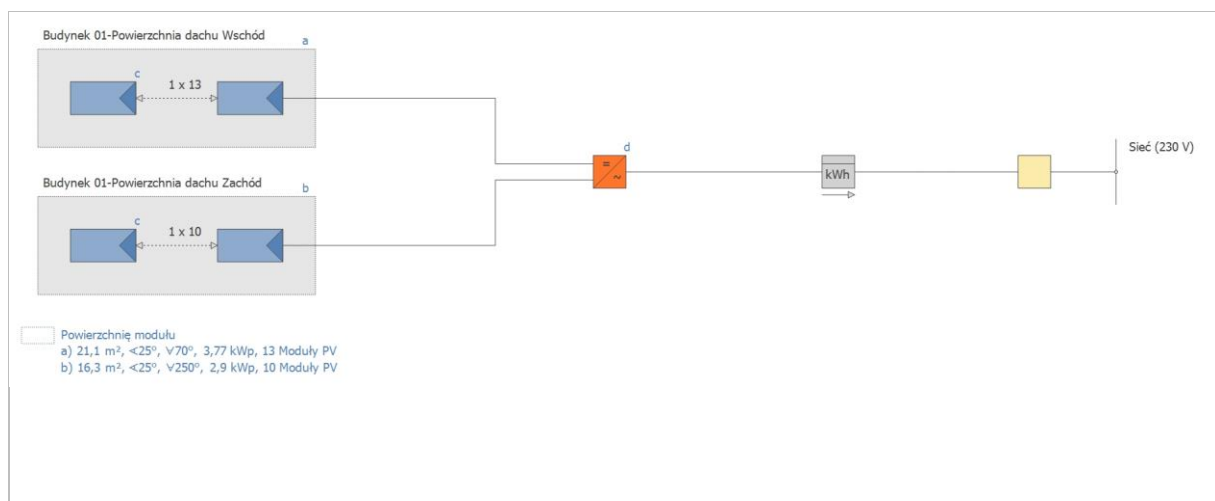 Budynek 01-Powierzchnia dachu Wschód
a
c
1 x 13
Budynek 01-Powierzchnia dachu Zachód
b
c
1 x 10
d
=
~
kWh
Sieć (230 V)
Powierzchnię modułu
a) 21,1 m², ∢25°, ∀70°, 3,77 kWp, 13 Moduły PV
b) 16,3 m², ∢25°, ∀250°, 2,9 kWp, 10 Moduły PV